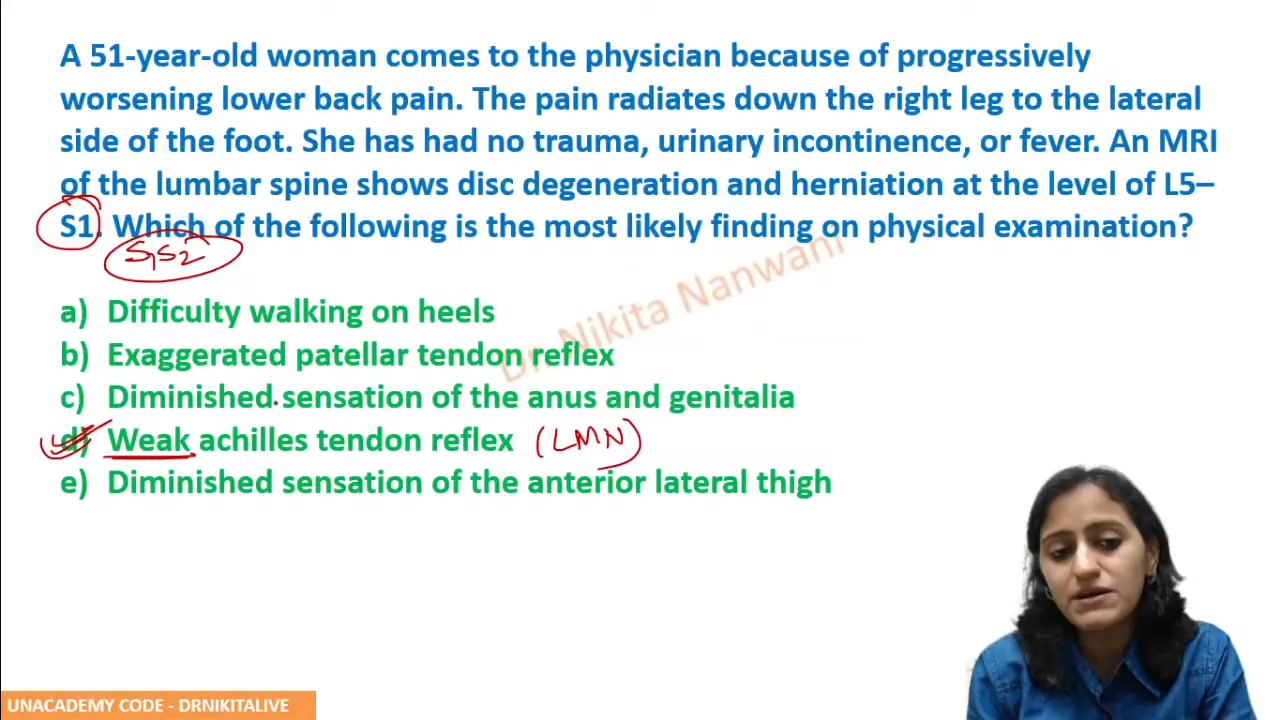 A 51-year-old woman comes to the physician because of progressively
worsening lower back pain. The pain radiates down the right leg to the lateral
side of the foot. She has had no trauma, urinary incontinence, or fever. An MRI
of the lumbar spine shows disc degeneration and herniation at the level of L5–
S1. Which of the following is the most likely finding on physical examination?
S1S2
Dr. Nikita Nanwani
a) Difficulty walking on heels
b) Exaggerated patellar tendon reflex
c) Diminished sensation of the anus and genitalia
d) Weak achilles tendon reflex (LMN)
e) Diminished sensation of the anterior lateral thigh
UNACADEMY CODE - DRNIKITALIVE